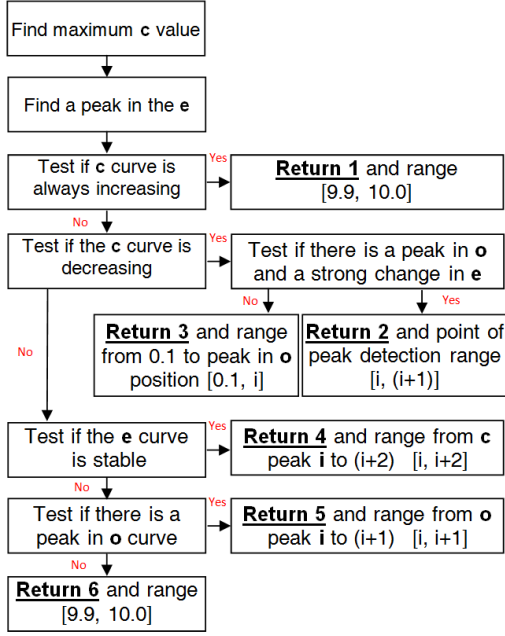 Find maximum c value
Find a peak in the e
Test if c curve is
always increasing
Yes
Return 1 and range
[9.9, 10.0]
No
Test if the c curve is
decreasing
Yes
Test if there is a peak in o
and a strong change in e
No
Yes
Return 3 and range
from 0.1 to peak in o
position [0.1, i]
Return 2 and point of
peak detection range
[i, (i+1)]
No
Test if the e curve
is stable
Yes
Return 4 and range from c
peak i to (i+2) [i, i+2]
No
Test if there is a
peak in o curve
Yes
Return 5 and range from o
peak i to (i+1) [i, i+1]
No
Return 6 and range
[9.9, 10.0]